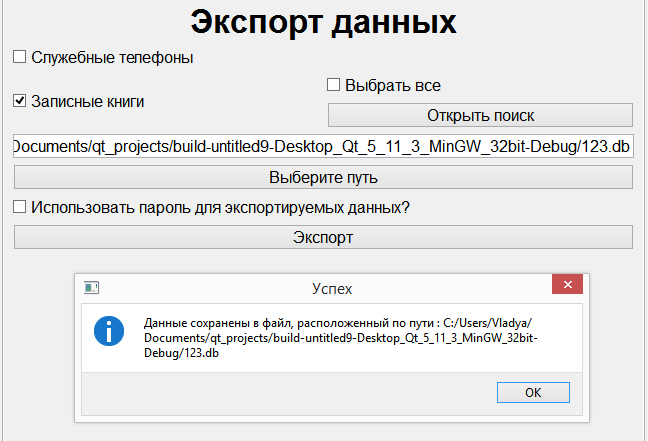 Экспорт данных
Служебные телефоны
Выбрать все
Записные книги
Открыть поиск
Documents/qt_projects/build-untitled9-Desktop_Qt_5_11_3_MinGW_32bit-Debug/123.db
Выберите путь
Использовать пароль для экспортируемых данных?
Экспорт
Успех
Данные сохранены в файл, расположенный по пути : C:/Users/Vladya/
Documents/qt_projects/build-untitled9-Desktop_Qt_5_11_3_MinGW_32bit-
Debug/123.db
OK